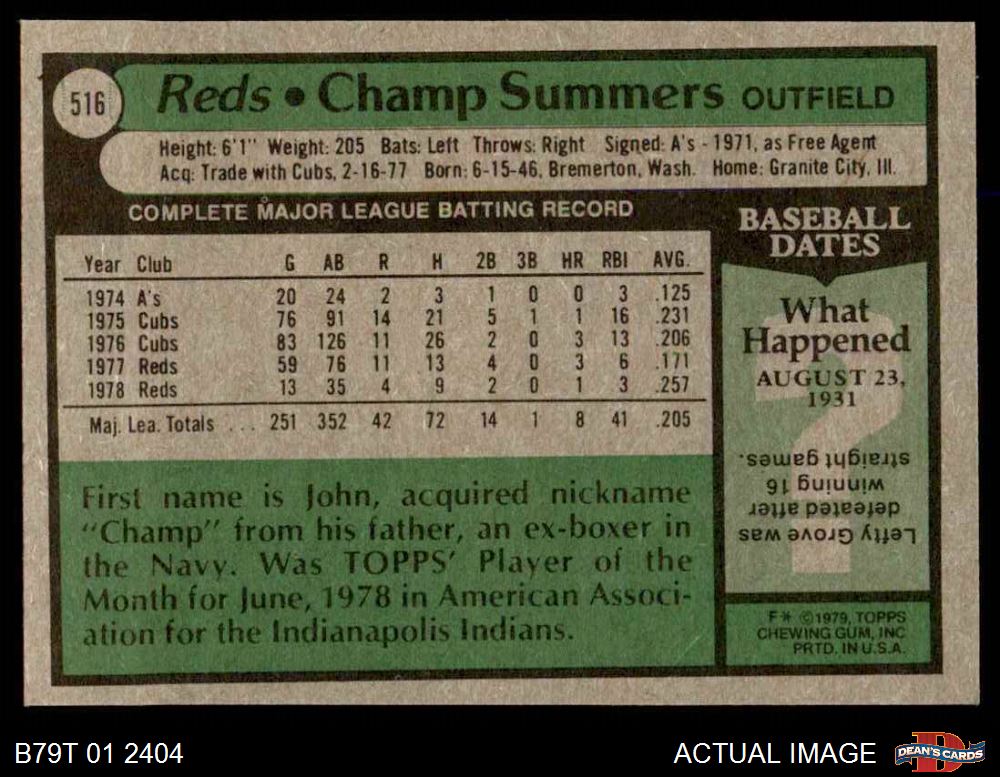 516
Reds • Champ Summers OUTFIELD
Height: 6'1" Weight: 205 Bats: Left Throws: Right Signed: A's - 1971, as Free Agent
Acq: Trade with Cubs, 2-16-77 Born: 6-15-46, Bremerton, Wash. Home: Granite City, Ill.
COMPLETE MAJOR LEAGUE BATTING RECORD
Year Club G AB R H 2B 3B HR RBI AVG.
1974 A's 20 24 2 3 1 0 0 3 .125
1975 Cubs 76 91 14 21 5 1 1 16 .231
1976 Cubs 83 126 11 26 2 0 3 13 .206
1977 Reds 59 76 11 13 4 0 3 6 .171
1978 Reds 13 35 4 9 2 0 1 3 .257
Maj. Lea. Totals . . . 251 352 42 72 14 1 8 41 .205
First name is John, acquired nickname
"Champ" from his father, an ex-boxer in
the Navy. Was TOPPS' Player of the
Month for June, 1978 in American Associ-
ation for the Indianapolis Indians.
BASEBALL
DATES
What
Happened
AUGUST 23,
1931
?
Lefty Grove was
defeated after
winning 16
straight games.
F* ©1979, TOPPS
CHEWING GUM, INC
PRTD. IN U.S.A.
B79T 01 2404
ACTUAL IMAGE
D
DEAN'S CARDS